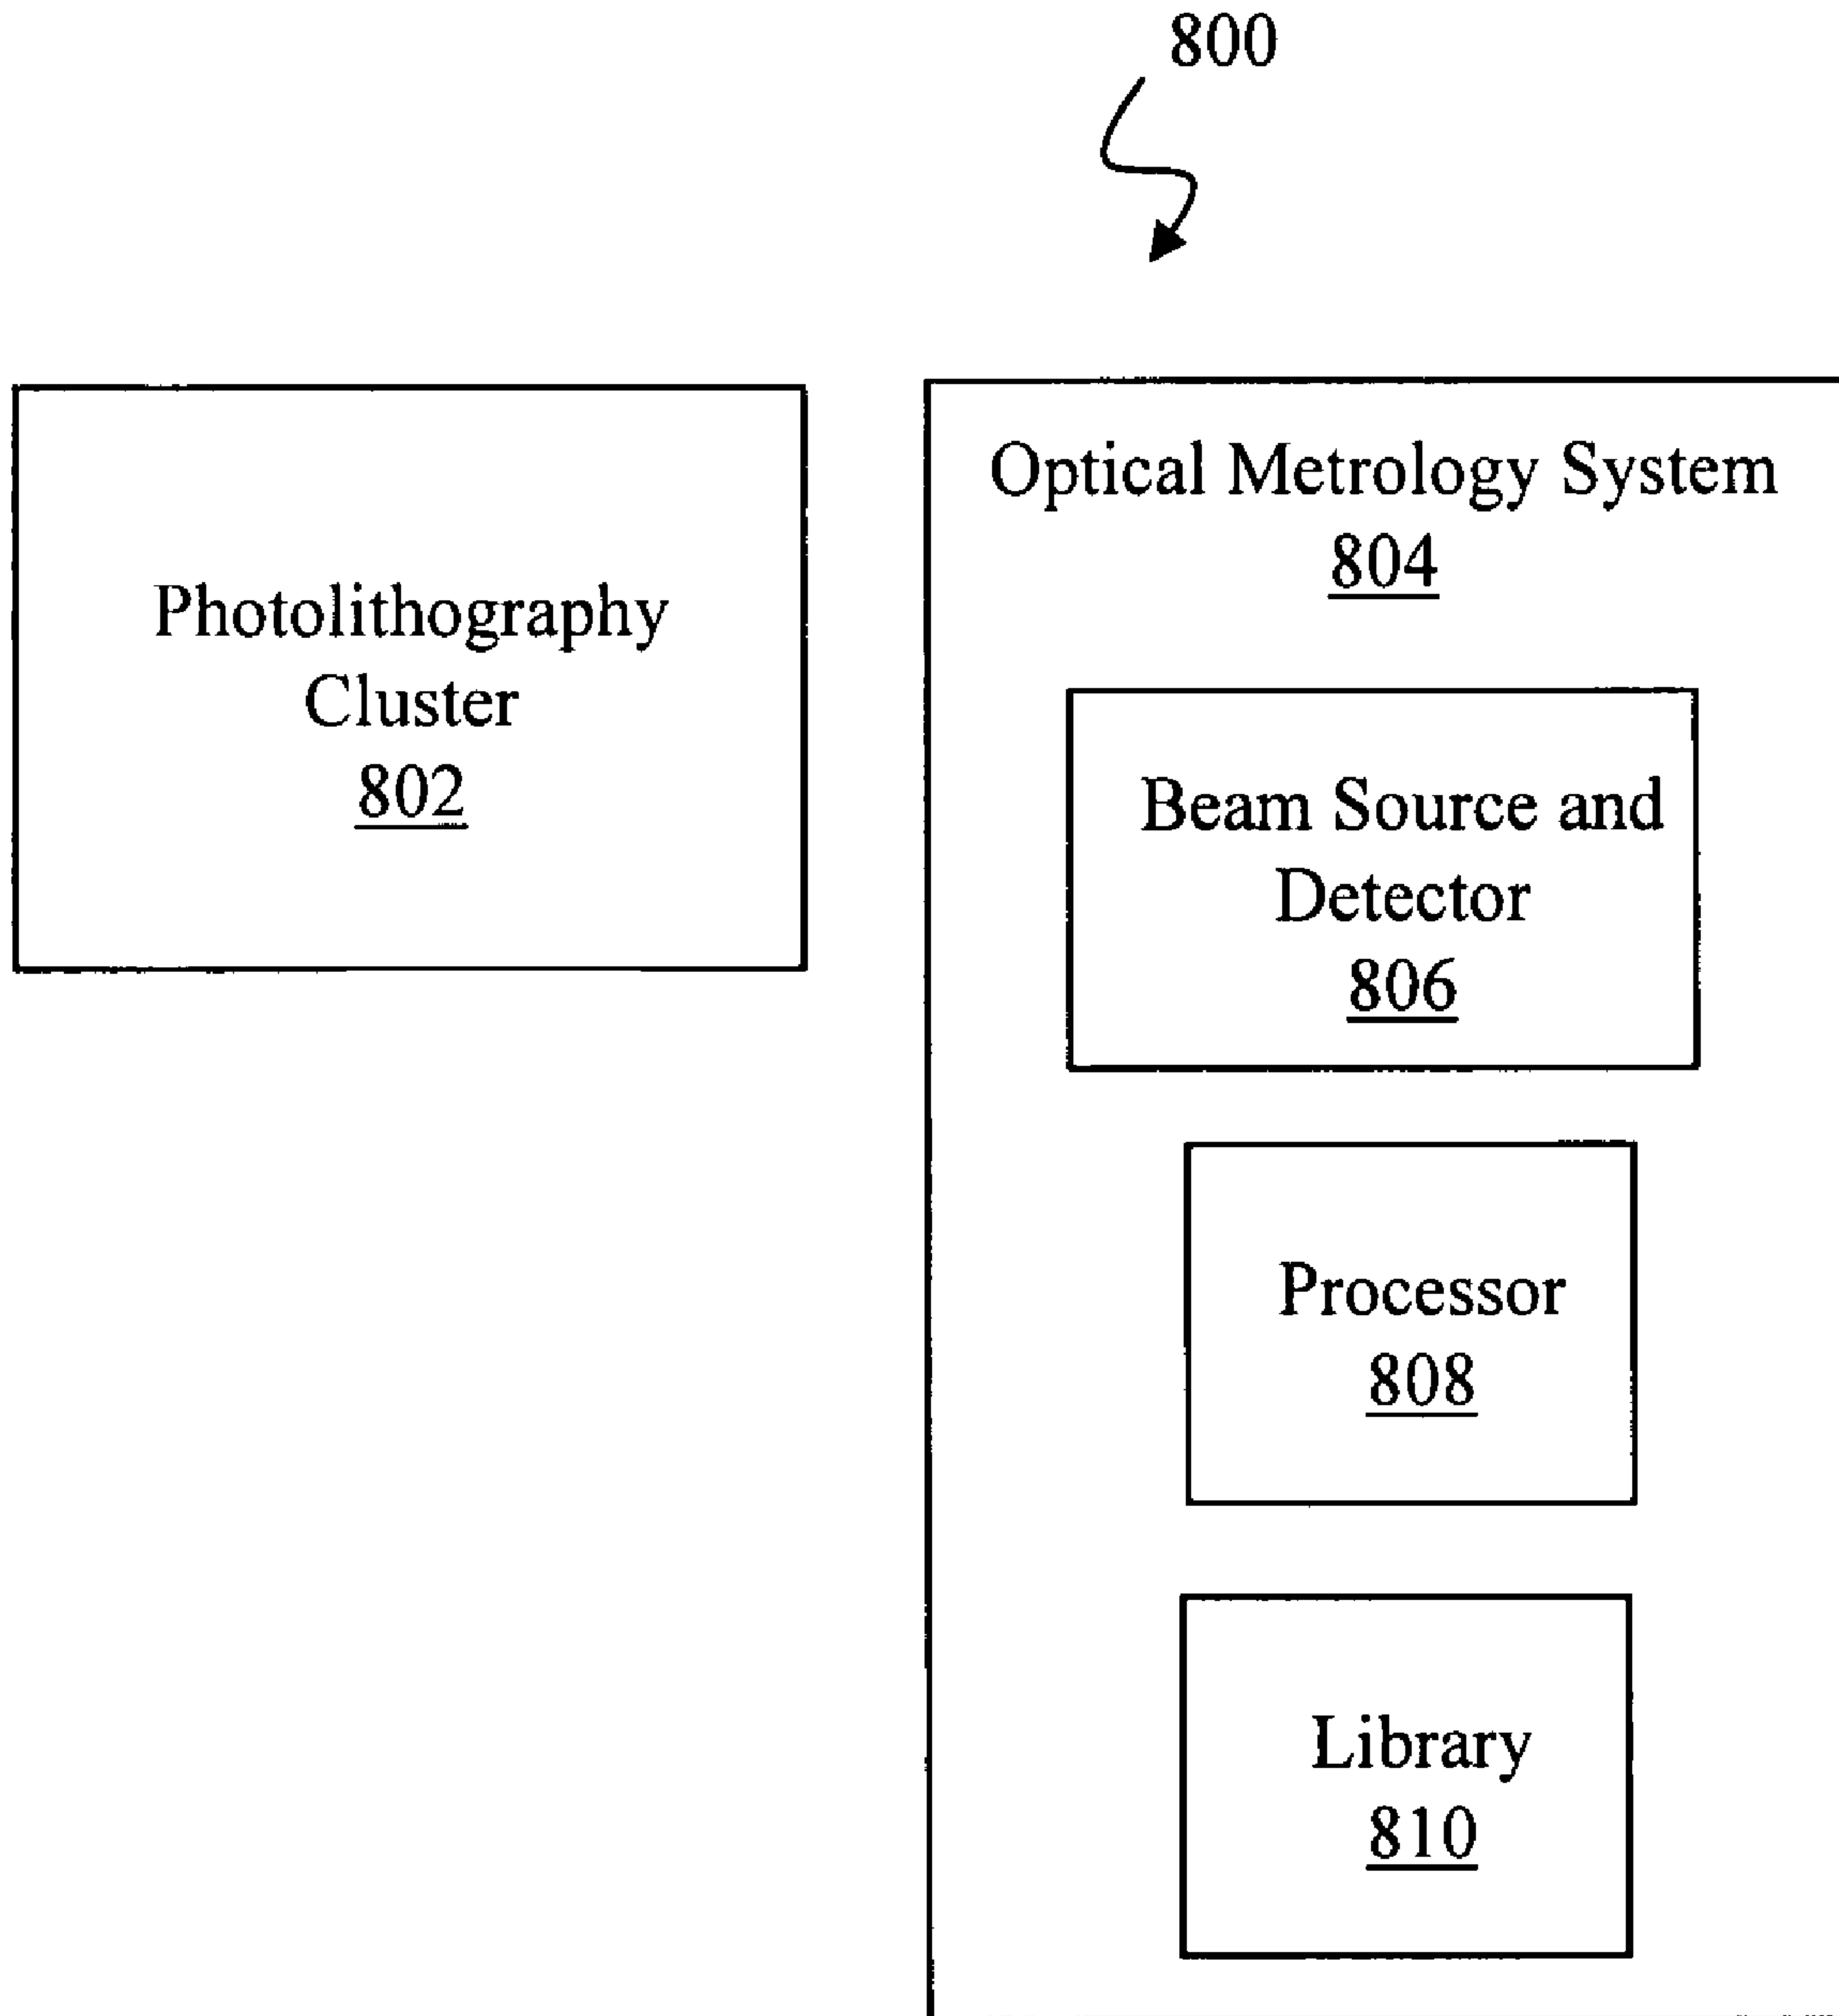 800
Photolithography
Cluster
802
Optical Metrology System
804
Beam Source and
Detector
806
Processor
808
Library
810